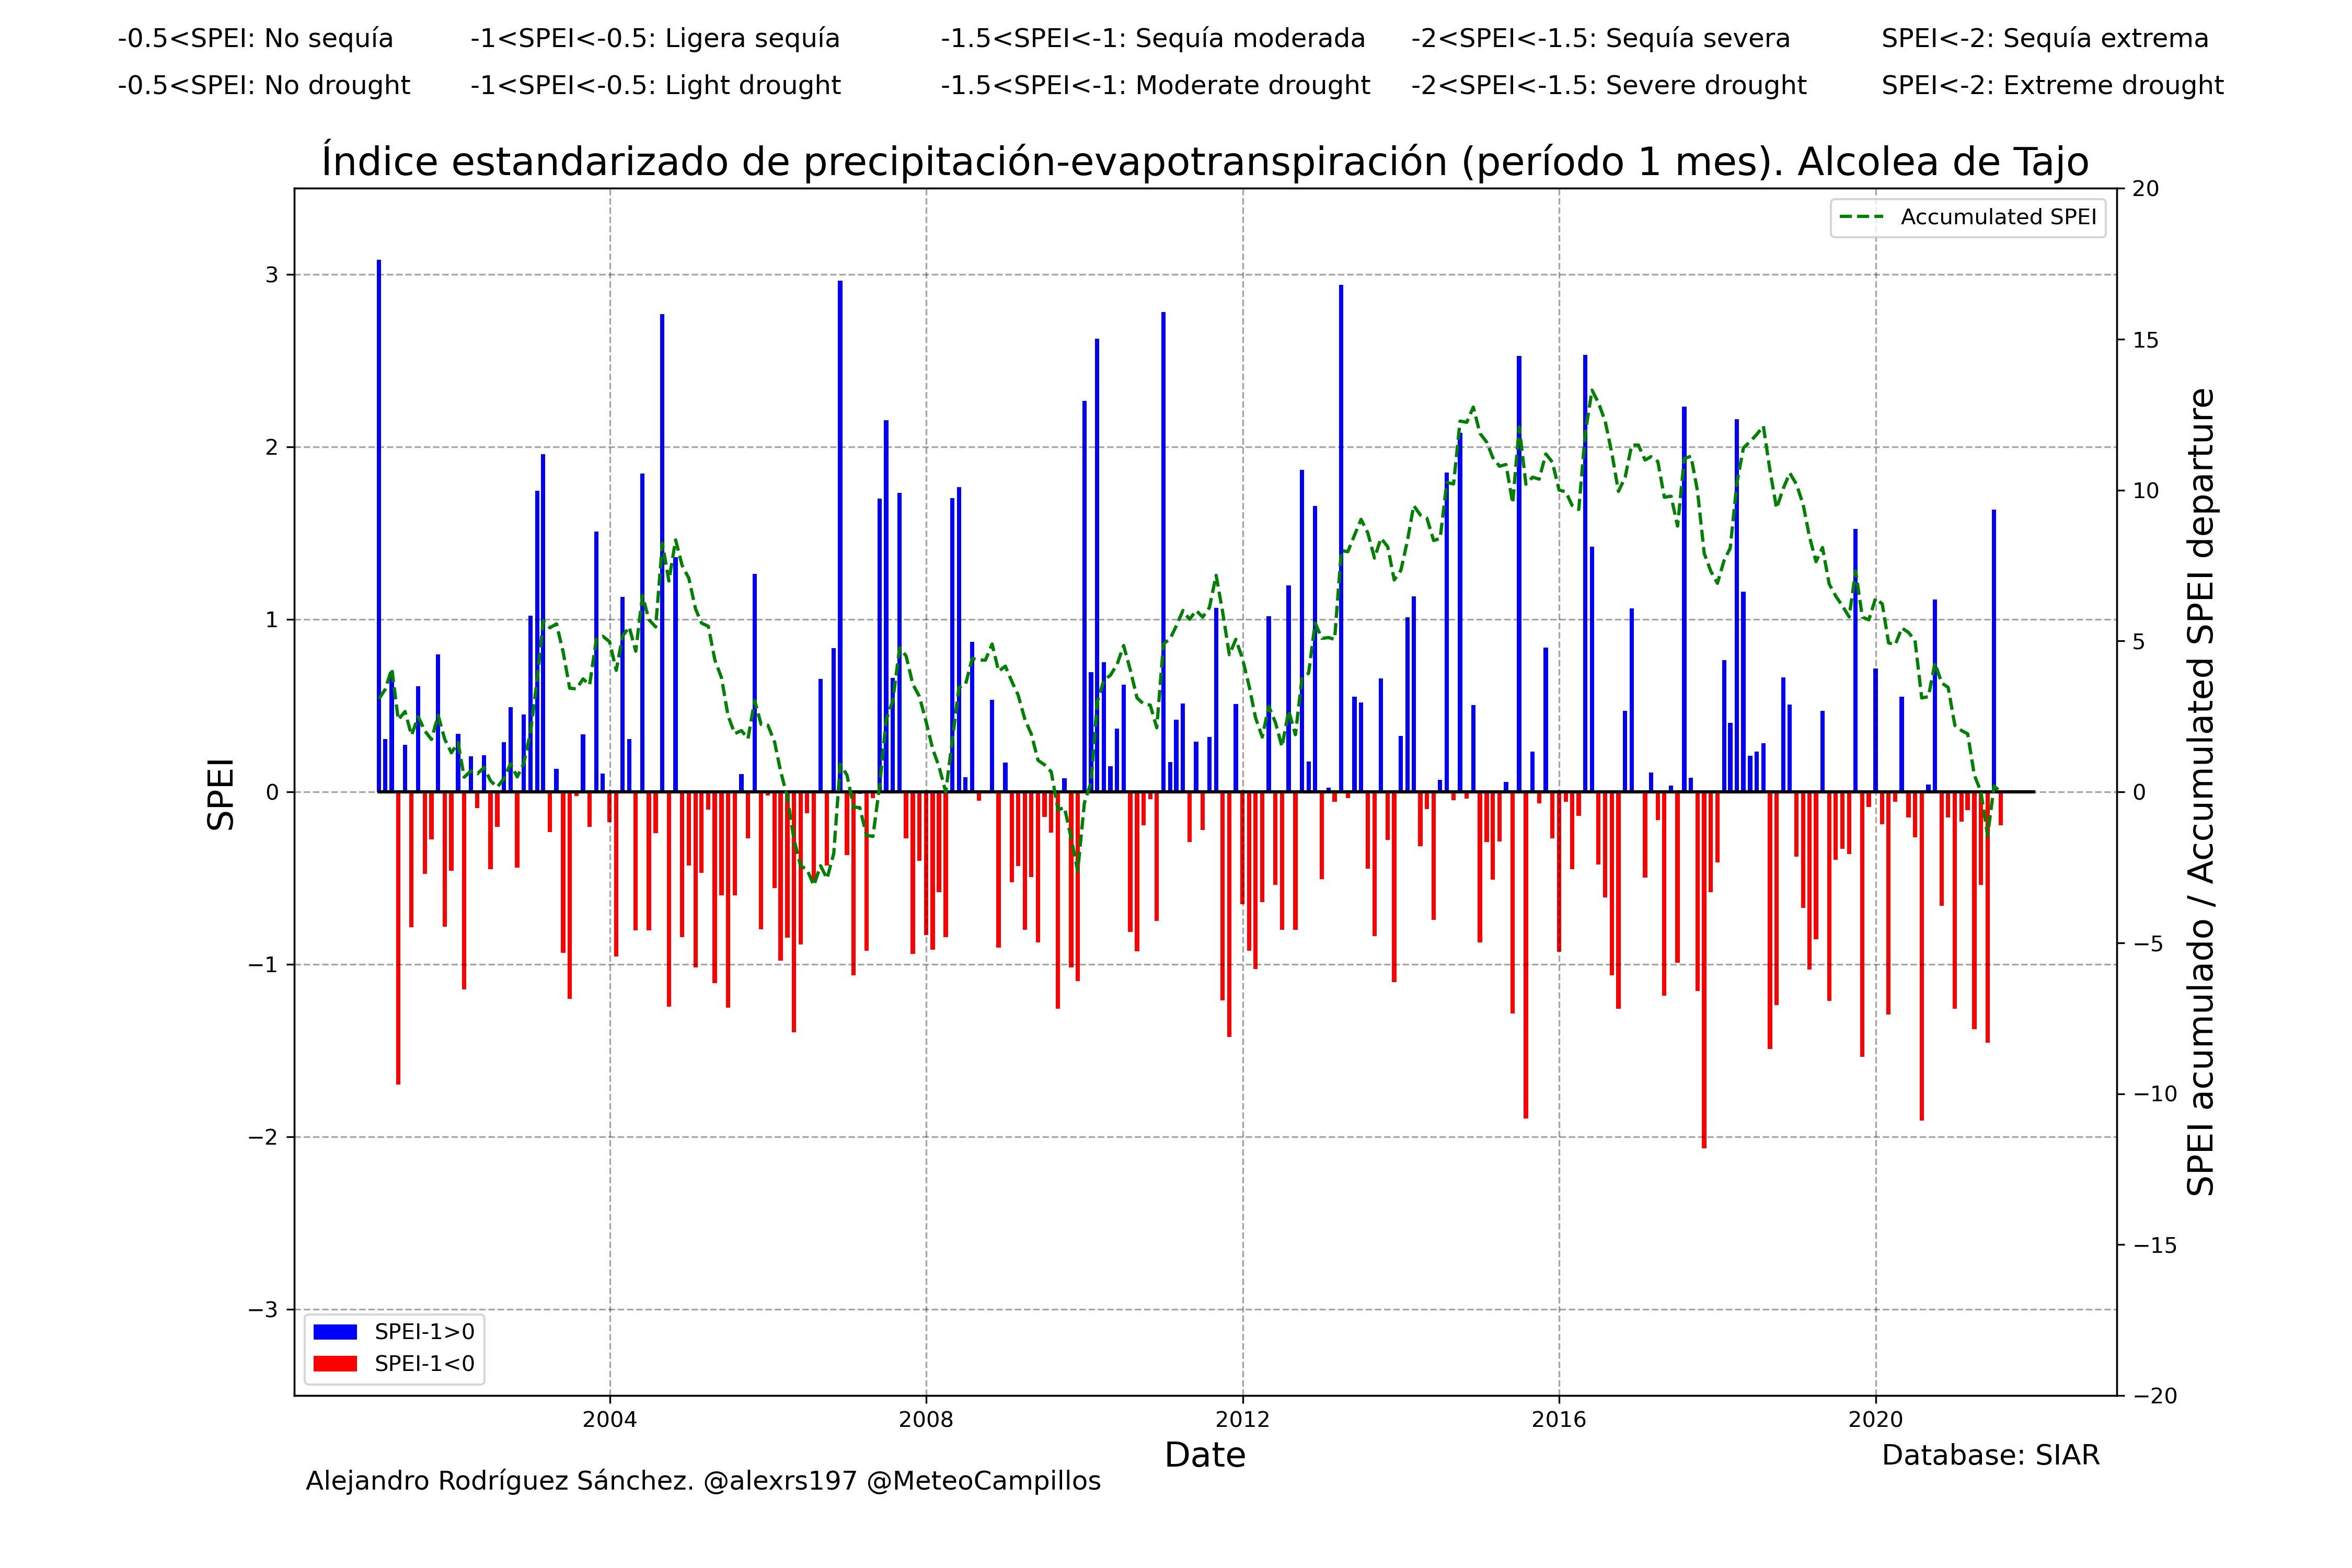 -0.5<SPEI: No sequía -1<SPEI<-0.5: Ligera sequía -1.5<SPEI<-1: Sequía moderada -2<SPEI<-1.5: Sequía severa SPEI<-2: Sequía extrema
-0.5<SPEI: No drought -1<SPEI<-0.5: Light drought -1.5<SPEI<-1: Moderate drought -2<SPEI<-1.5: Severe drought SPEI<-2: Extreme drought
Índice estandarizado de precipitación-evapotranspiración (período 1 mes). Alcolea de Tajo
Accumulated SPEI
SPEI
3
2
1
0
−1
−2
−3
20
15
10
5
0
−5
−10
−15
−20
SPEI acumulado / Accumulated SPEI departure
SPEI-1>0
SPEI-1<0
2004 2008 2012 2016 2020
Date
Database: SIAR
Alejandro Rodríguez Sánchez. @alexrs197 @MeteoCampillos